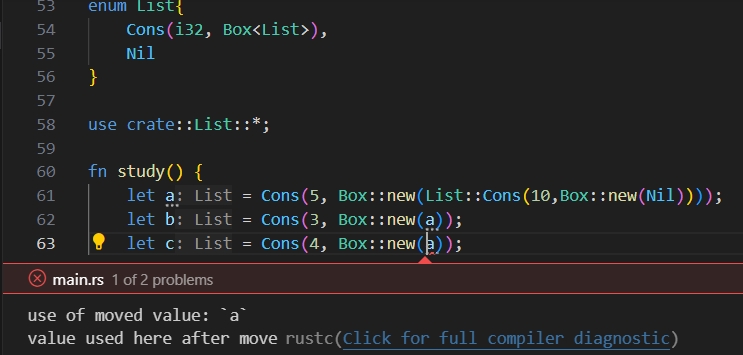 53 enum List{
54     Cons(i32, Box<List>),
55     Nil
56 }
57
58 use crate::List::*;
59
60 fn study() {
61     let a: List = Cons(5, Box::new(List::Cons(10,Box::new(Nil))));
62     let b: List = Cons(3, Box::new(a));
63     let c: List = Cons(4, Box::new(a));
main.rs 1 of 2 problems
use of moved value: `a`
value used here after move rustc(Click for full compiler diagnostic)